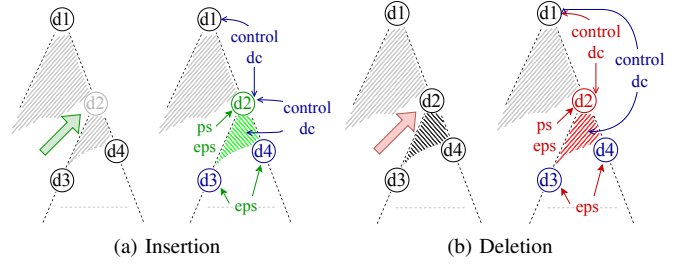 d1
d2
d4
d3
d1
control
dc
d2
control
dc
ps
eps
d4
d3
eps
(a) Insertion
d1
d2
d4
d3
d1
control
dc
control
dc
d2
ps
eps
d4
d3
eps
(b) Deletion